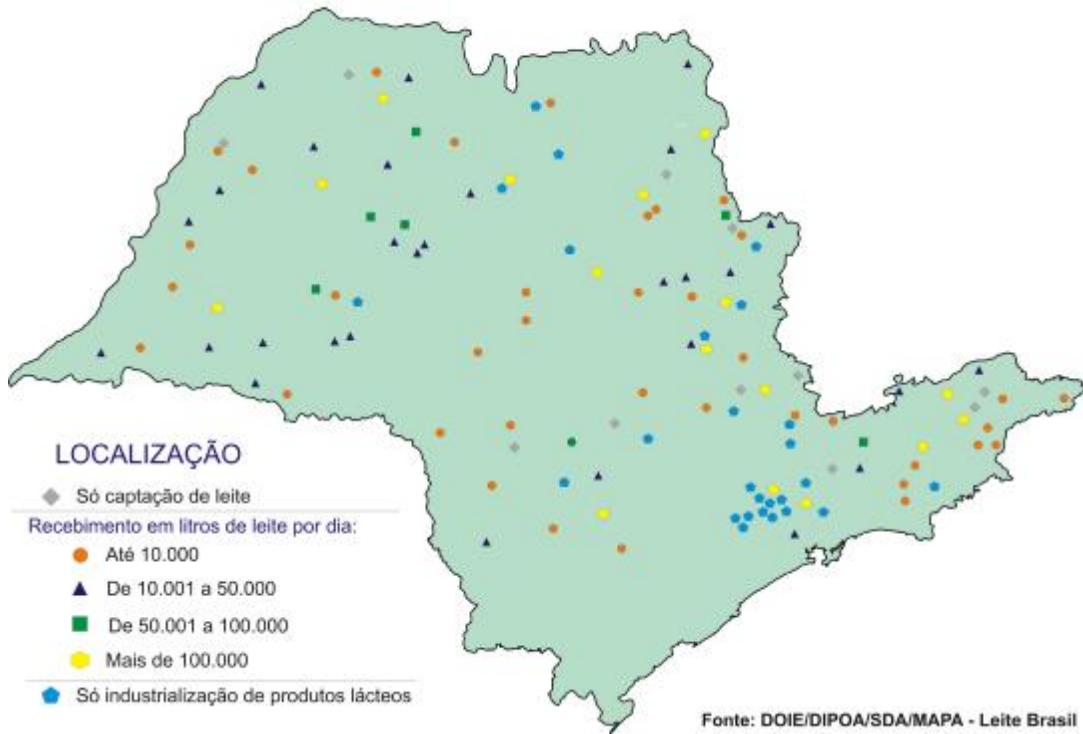 LOCALIZAÇÃO
Só captação de leite
Recebimento em litros de leite por dia:
Até 10.000
De 10.001 a 50.000
De 50.001 a 100.000
Mais de 100.000
Só industrialização de produtos lácteos
Fonte: DOIE/DIPOA/SDA/MAPA - Leite Brasil